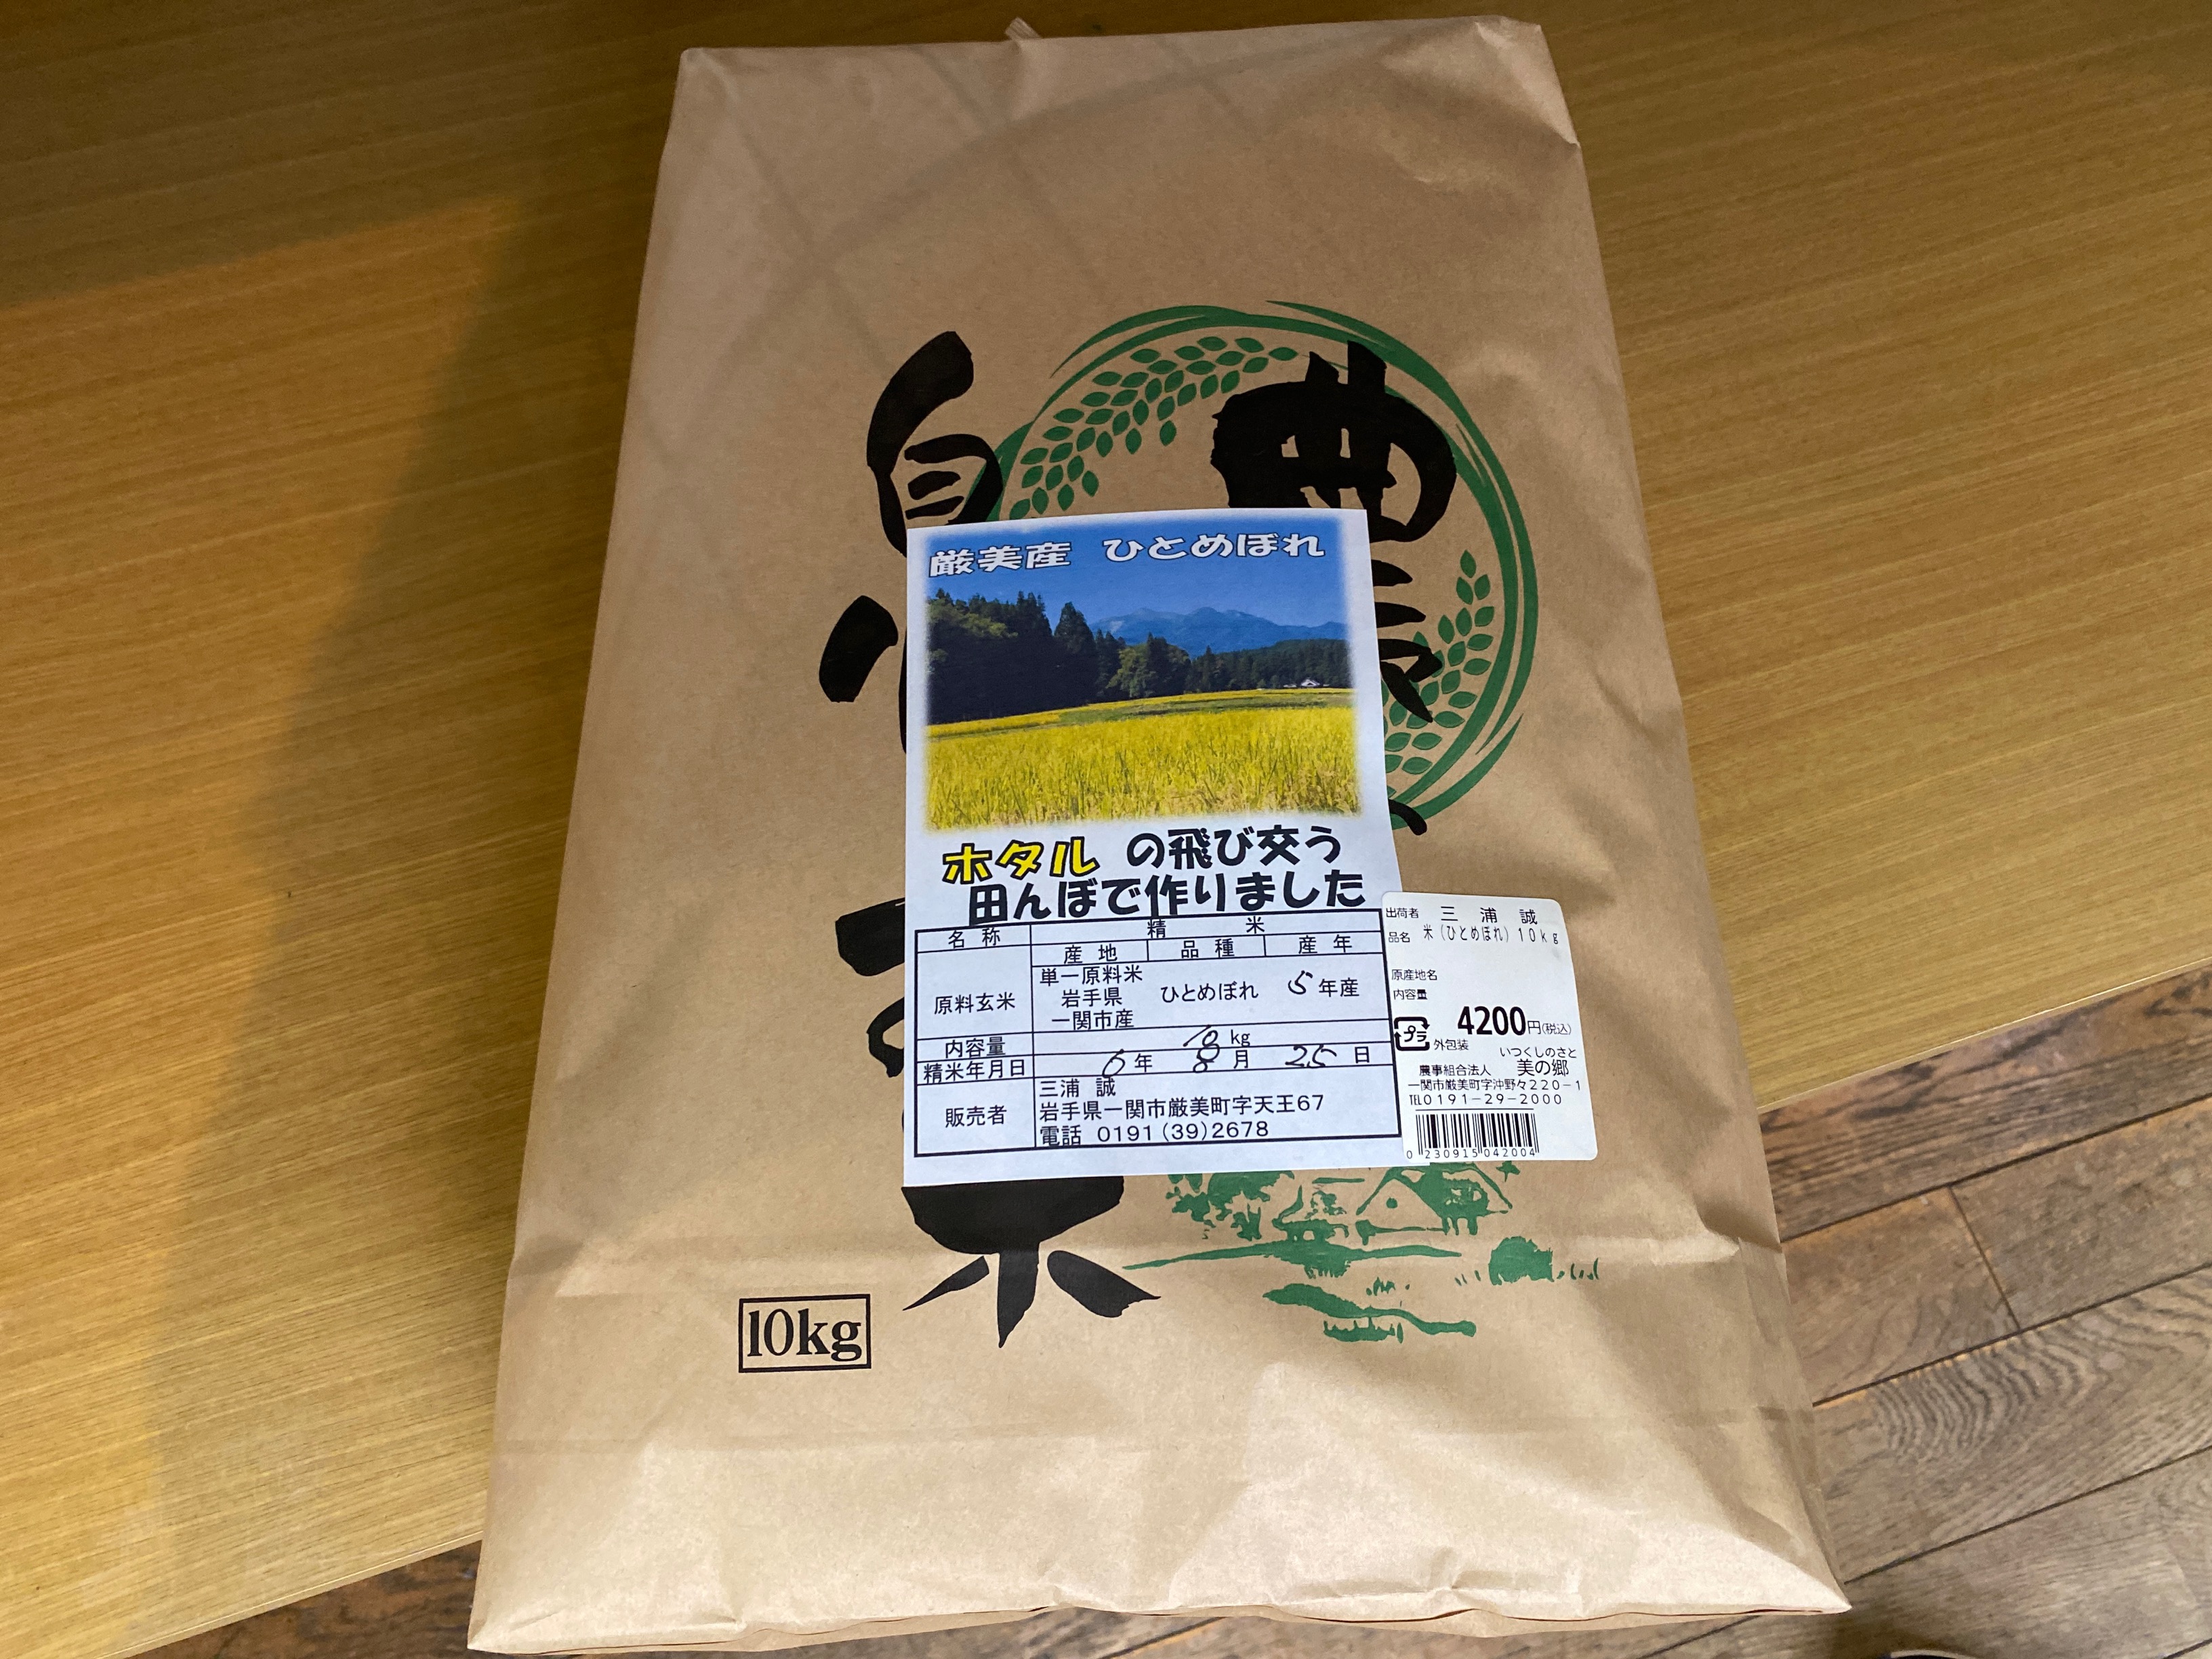 農
厳美産 ひとめぼれ
ホタル の飛び交う
田んぼで作りました
名称 精米
産地 品種 産年
原料玄米 単一原料米 岩手県 一関市産 ひとめぼれ 5年産
内容量 10 kg
精米年月日 6年 8月 25日
販売者 三浦 誠
岩手県一関市厳美町字天王67
電話 0191(39)2678
出荷者 三浦 誠
品名 米(ひとめぼれ)10kg
原産地名
内容量
4200円(税込)
プラ 外包装
いつくしのさと
農事組合法人 美の郷
一関市厳美町字沖野々220-1
TEL0191-29-2000
0 230915 042004
10kg